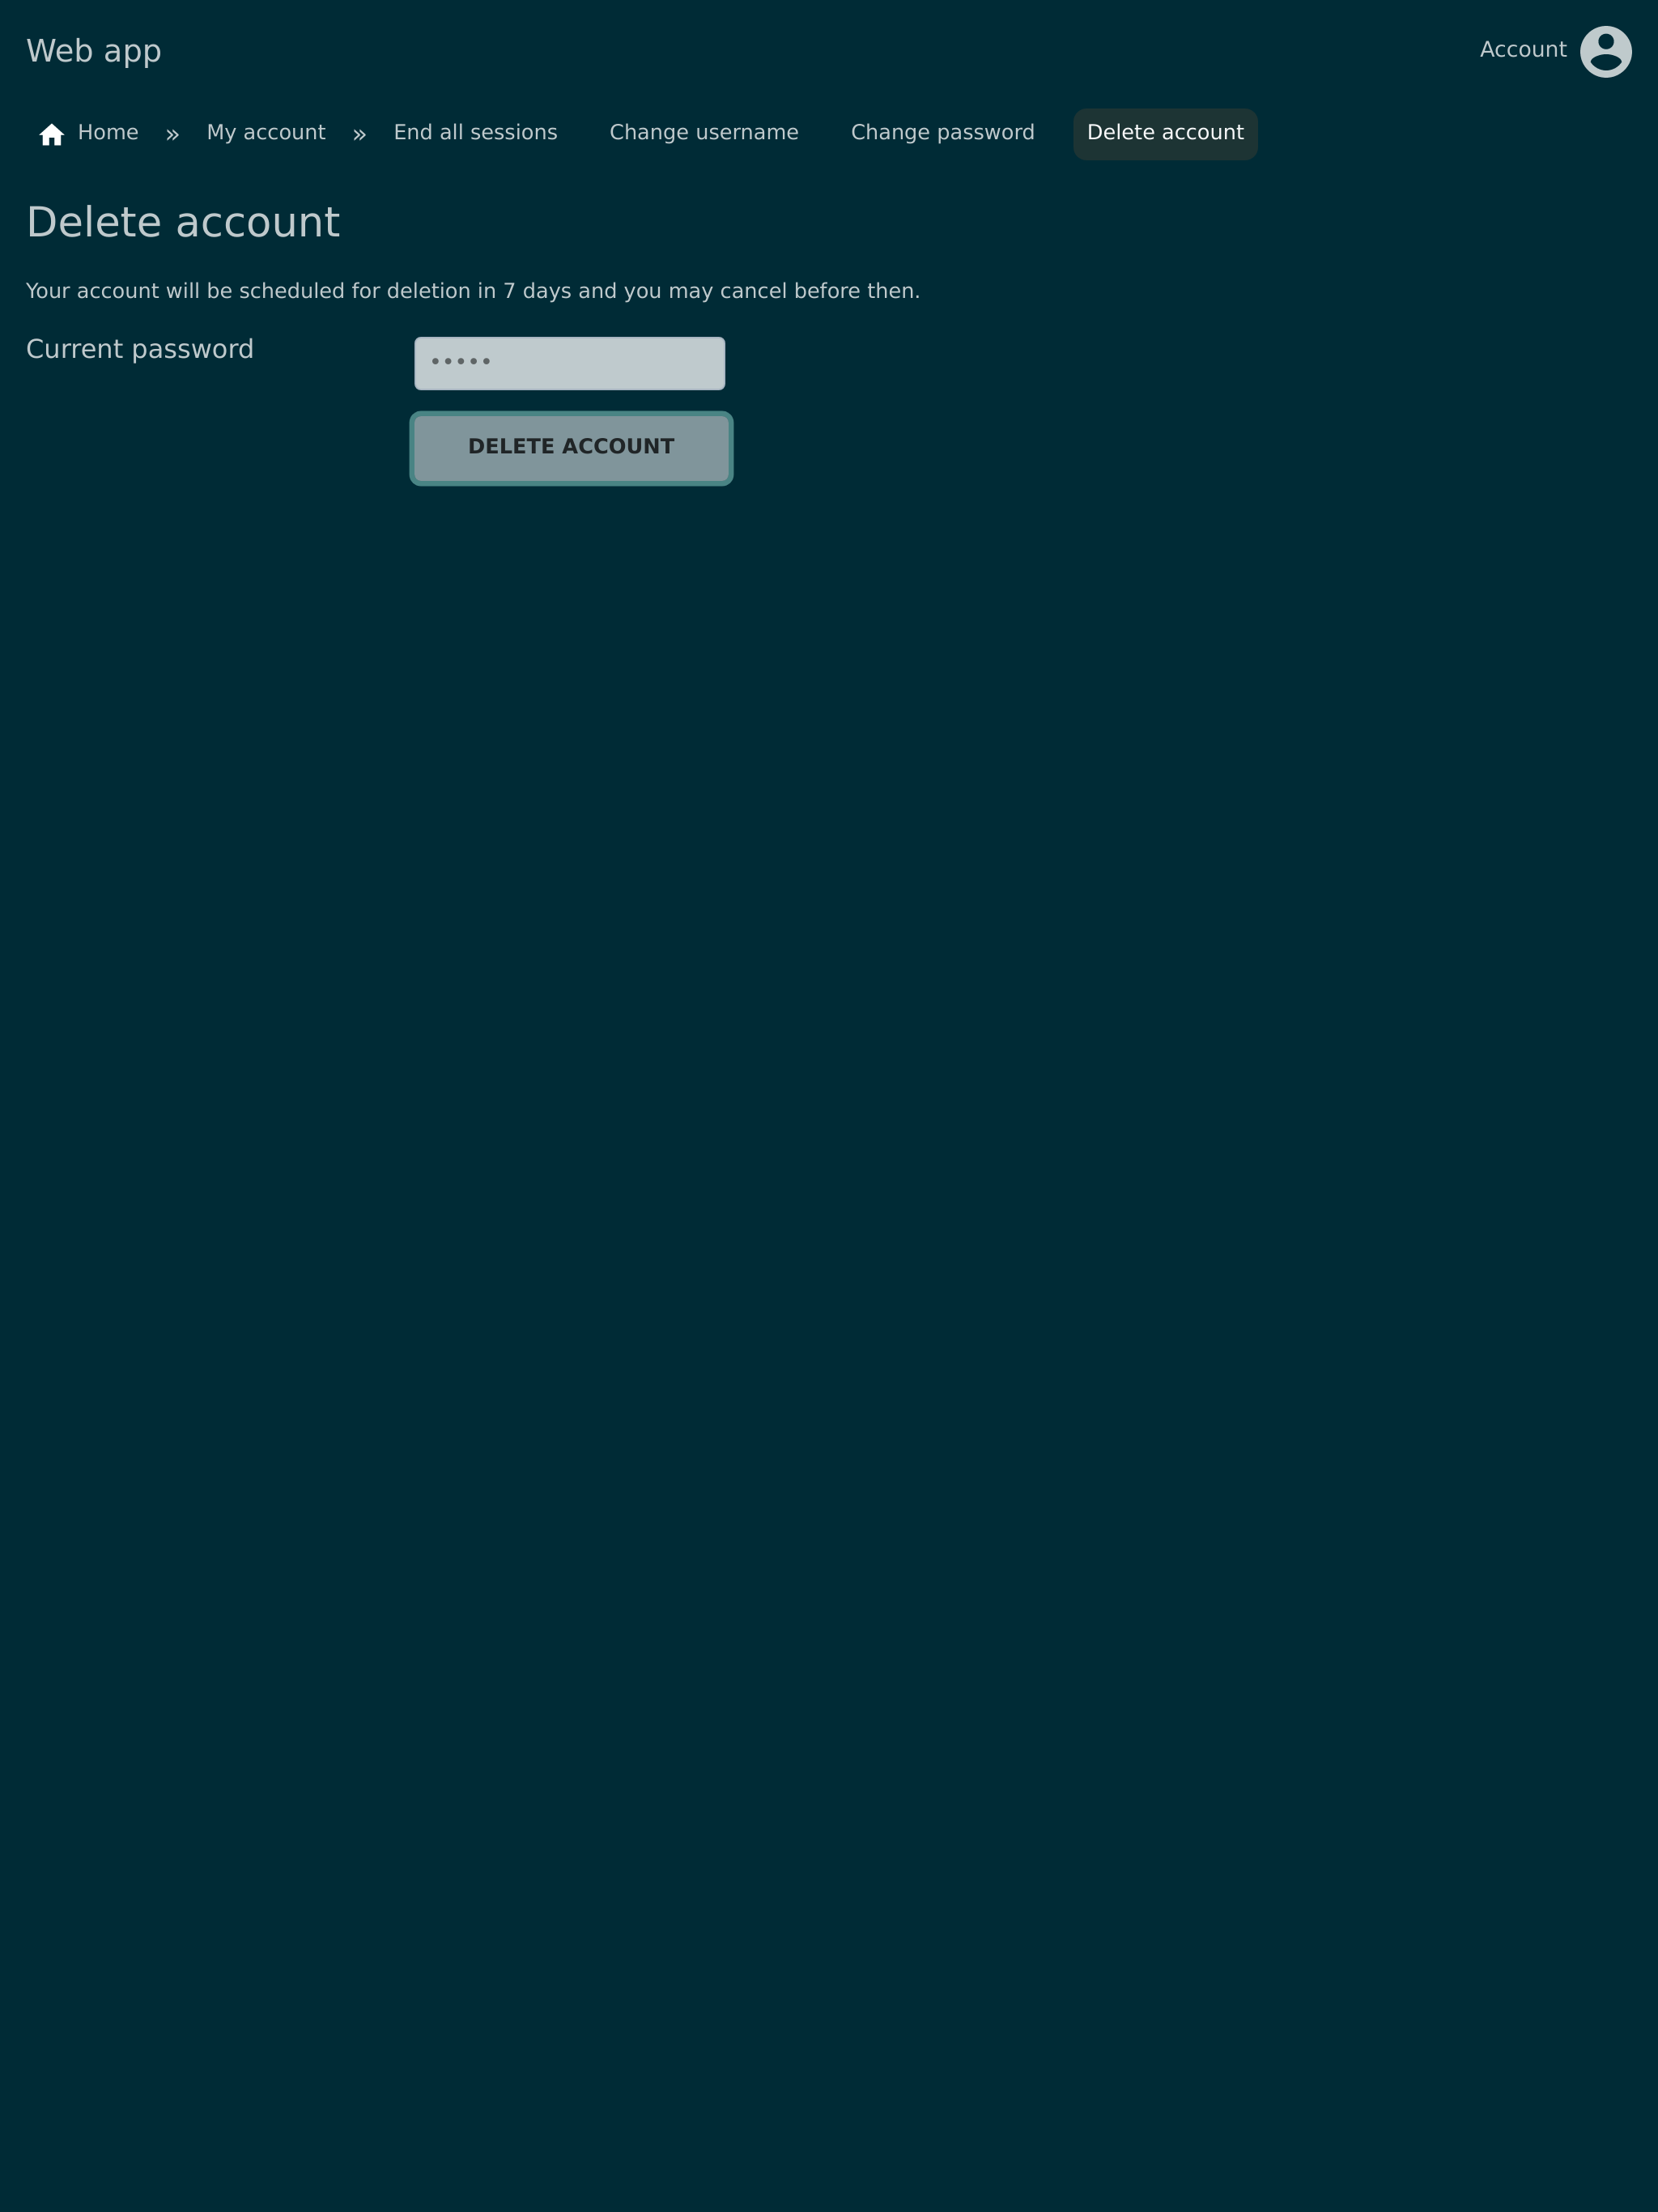 Web app
Account
Home » My account » End all sessions Change username Change password Delete account
Delete account
Your account will be scheduled for deletion in 7 days and you may cancel before then.
Current password
•••••
DELETE ACCOUNT